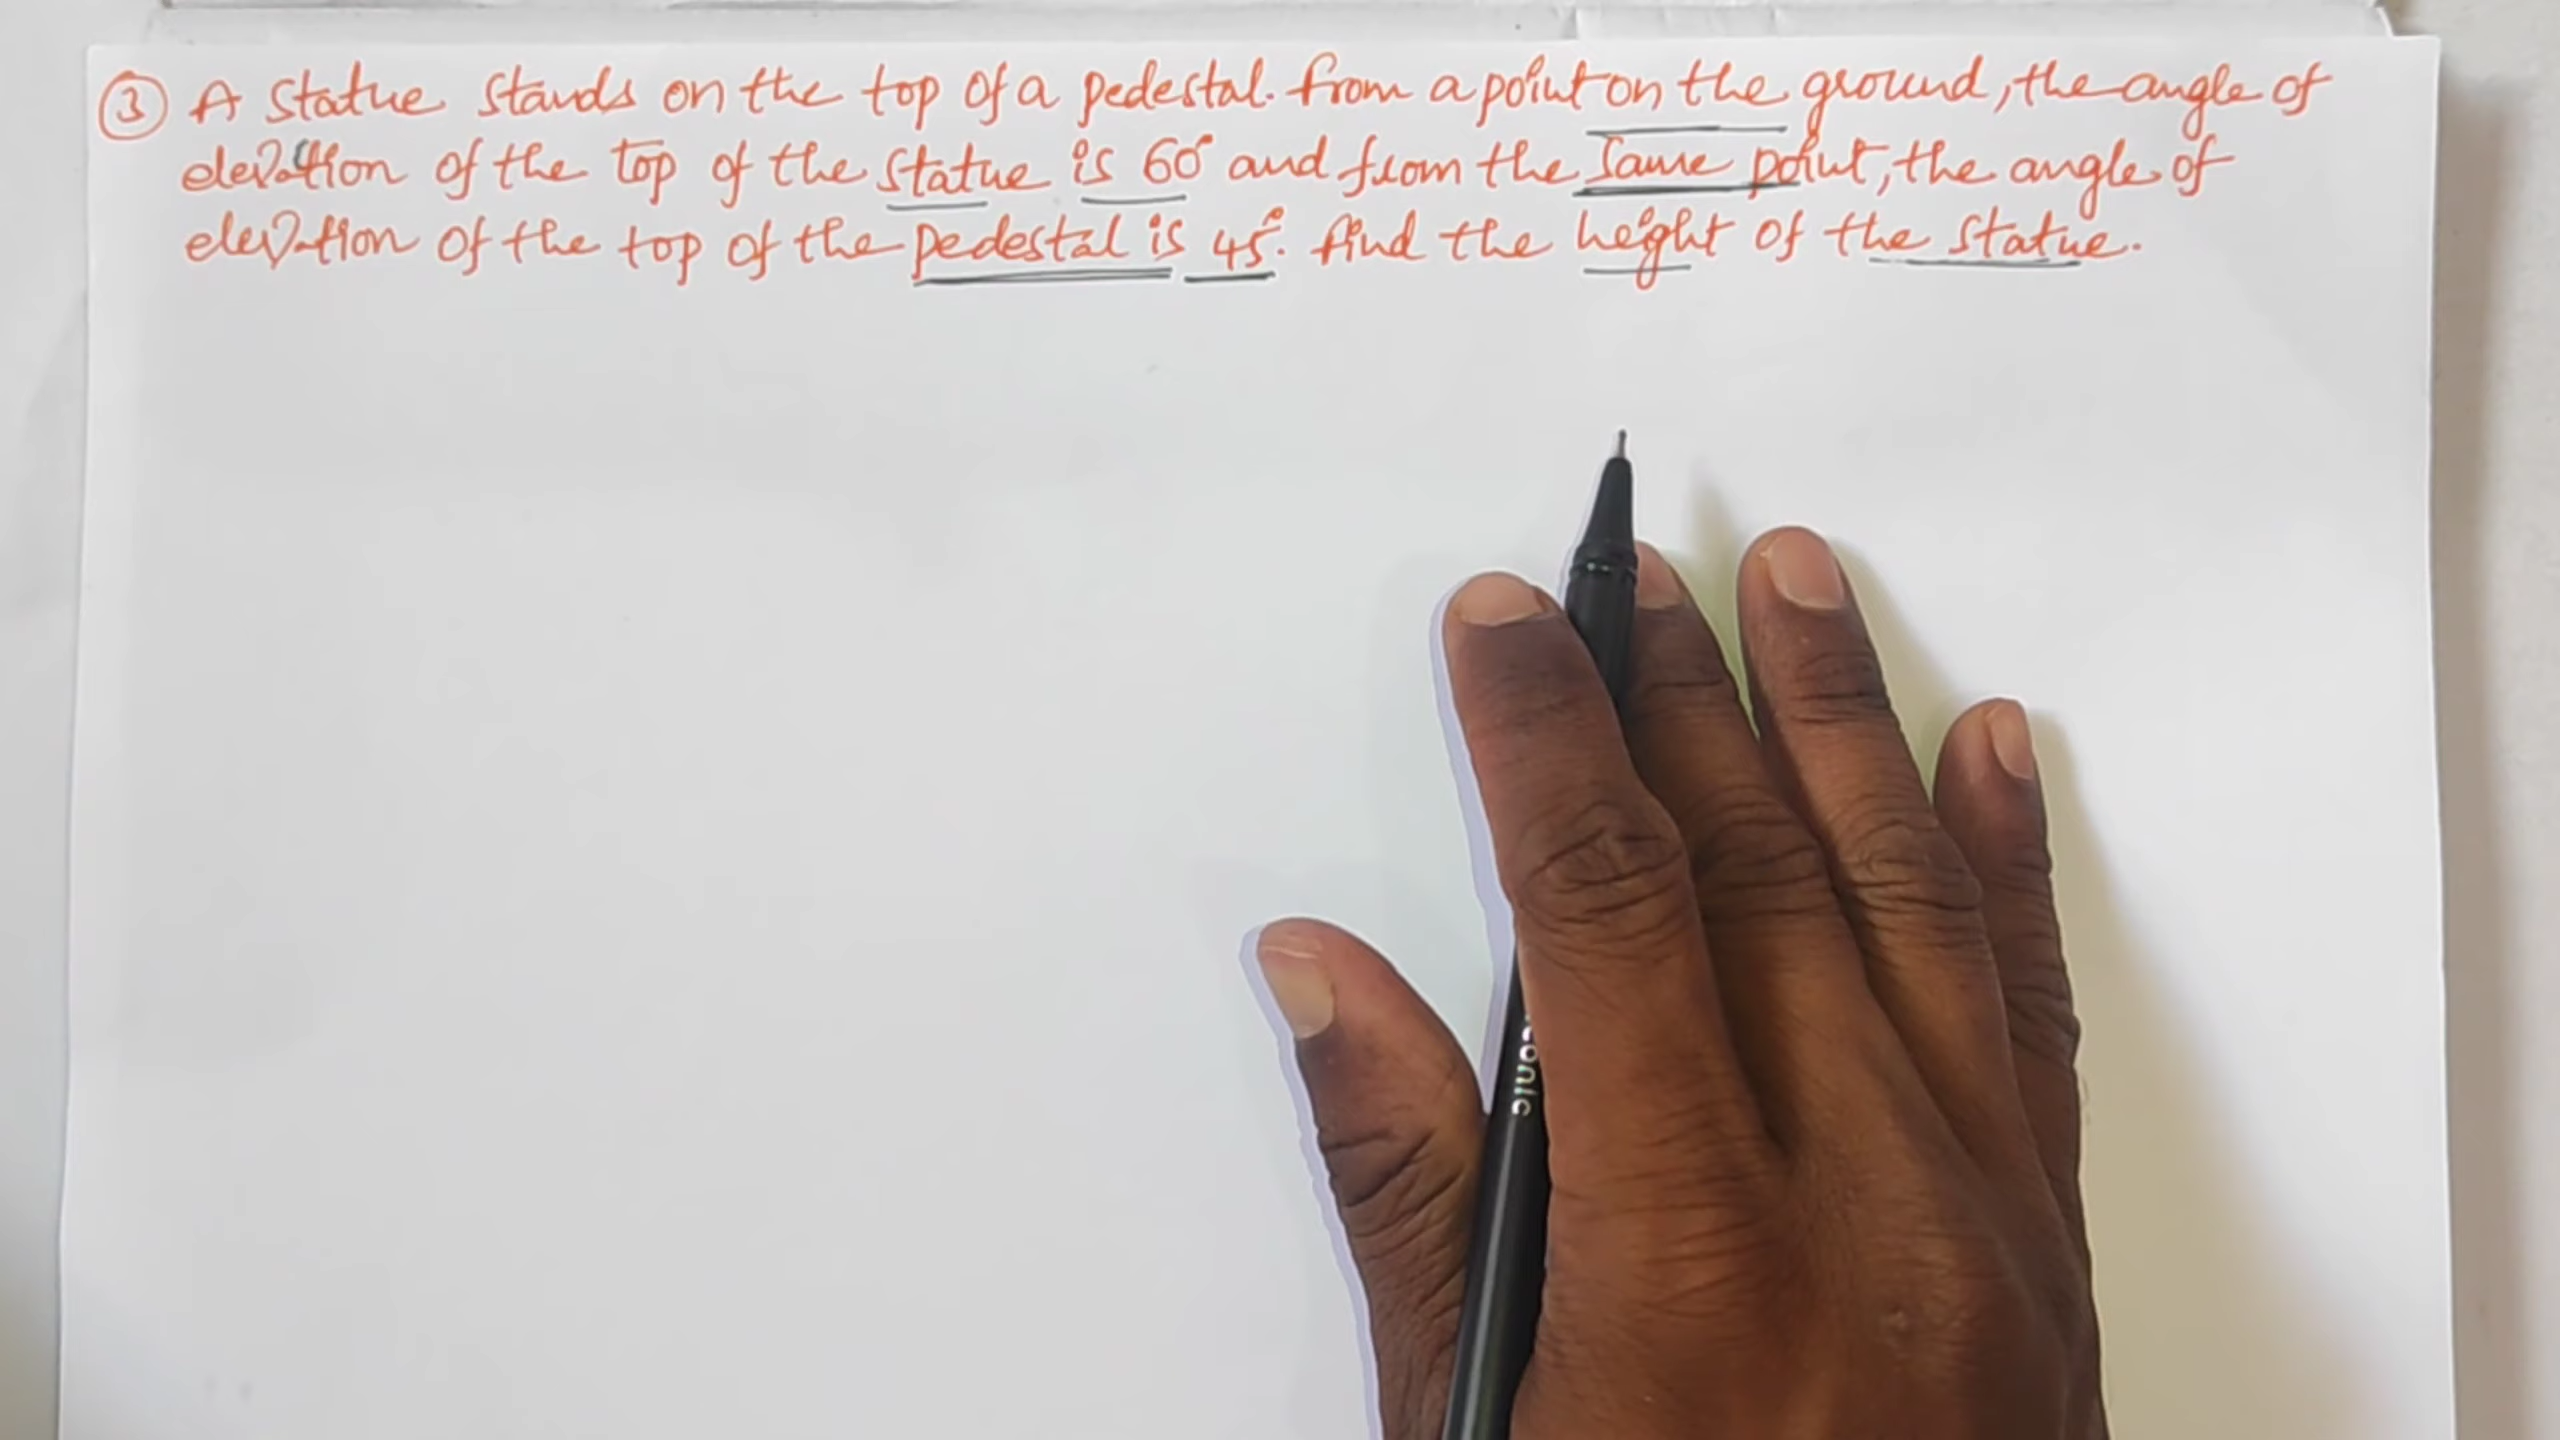 ③ A statue stands on the top of a pedestal. from a point on the ground, the angle of
elevation of the top of the statue is 60° and from the same point, the angle of
elevation of the top of the pedestal is 45°. find the height of the statue.
conic